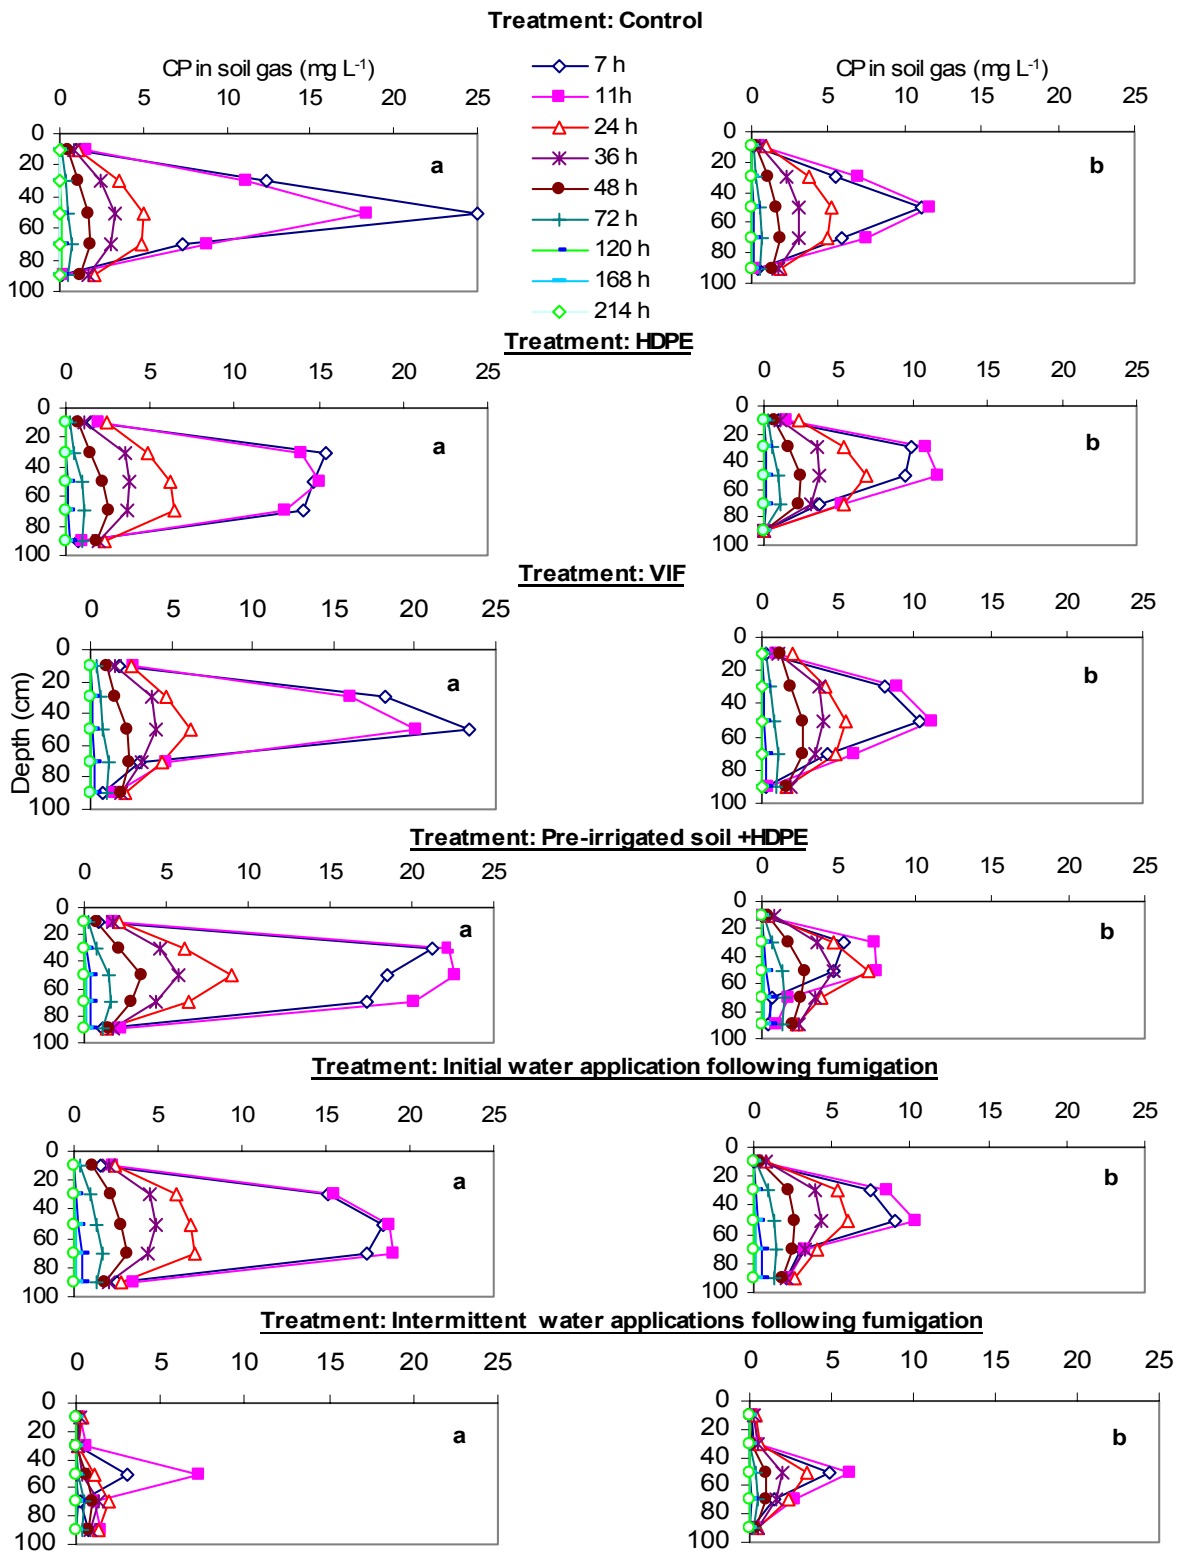 Treatment: Control
CP in soil gas (mg L-1)
0 5 10 15 20 25
0
20
40
60
80
100
a
7 h
11h
24 h
36 h
48 h
72 h
120 h
168 h
214 h
CP in soil gas (mg L-1)
0 5 10 15 20 25
0
20
40
60
80
100
b
Treatment: HDPE
0 5 10 15 20 25
0
20
40
60
80
100
a
0 5 10 15 20 25
0
20
40
60
80
100
b
Treatment: VIF
0 5 10 15 20 25
Depth (cm)
0
20
40
60
80
100
a
0 5 10 15 20 25
0
20
40
60
80
100
b
Treatment: Pre-irrigated soil +HDPE
0 5 10 15 20 25
0
20
40
60
80
100
a
0 5 10 15 20 25
0
20
40
60
80
100
b
Treatment: Initial water application following fumigation
0 5 10 15 20 25
0
20
40
60
80
100
a
0 5 10 15 20 25
0
20
40
60
80
100
b
Treatment: Intermittent water applications following fumigation
0 5 10 15 20 25
0
20
40
60
80
100
a
0 5 10 15 20 25
0
20
40
60
80
100
b